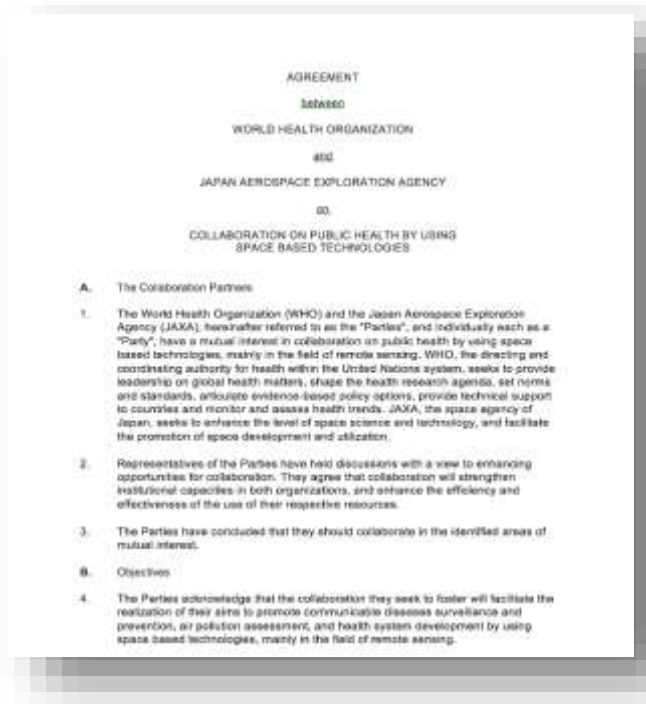 AGREEMENT
between
WORLD HEALTH ORGANIZATION
and
JAPAN AEROSPACE EXPLORATION AGENCY
on
COLLABORATION ON PUBLIC HEALTH BY USING
SPACE BASED TECHNOLOGIES
A. The Collaboration Partners
1. The World Health Organization (WHO) and the Japan Aerospace Exploration
Agency (JAXA), hereinafter referred to as the "Parties", and individually each as a
"Party", have a mutual interest in collaboration on public health by using space
based technologies, mainly in the field of remote sensing. WHO, the directing and
coordinating authority for health within the United Nations system, seeks to provide
leadership on global health matters, shape the health research agenda, set norms
and standards, articulate evidence-based policy options, provide technical support
to countries and monitor and assess health trends. JAXA, the space agency of
Japan, seeks to enhance the level of space science and technology, and facilitate
the promotion of space development and utilization.
2. Representatives of the Parties have held discussions with a view to enhancing
opportunities for collaboration. They agree that collaboration will strengthen
institutional capacities in both organizations, and enhance the efficiency and
effectiveness of the use of their respective resources.
3. The Parties have concluded that they should collaborate in the identified areas of
mutual interest.
B. Objectives
4. The Parties acknowledge that the collaboration they seek to foster will facilitate the
realization of their aims to promote communicable diseases surveillance and
prevention, air pollution assessment, and health system development by using
space based technologies, mainly in the field of remote sensing.